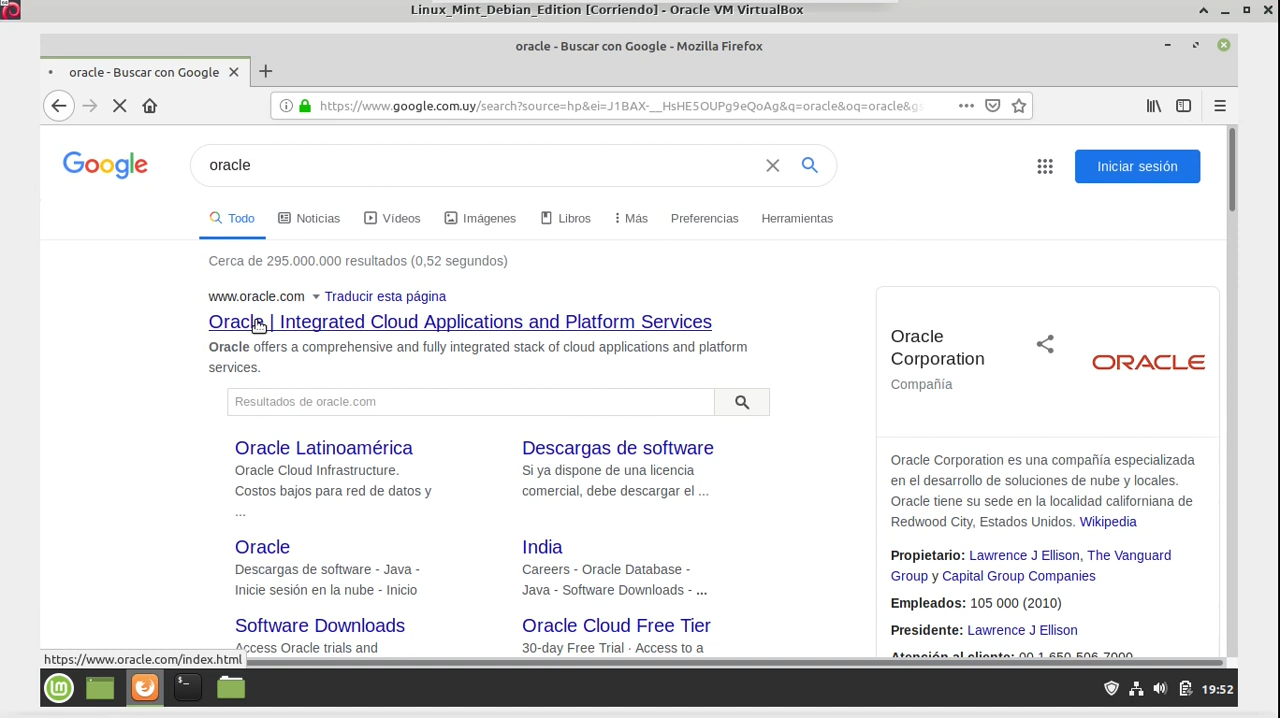 Linux_Mint_Debian_Edition [Corriendo] - Oracle VM VirtualBox
oracle - Buscar con Google - Mozilla Firefox
oracle - Buscar con Google
https://www.google.com.uy/search?source=hp&ei=J1BAX-__HsHE5OUPg9eQoAg&q=oracle&oq=oracle&gs
Google
oracle
Iniciar sesión
Todo Noticias Vídeos Imágenes Libros Más Preferencias Herramientas
Cerca de 295.000.000 resultados (0,52 segundos)
www.oracle.com Traducir esta página
Oracle | Integrated Cloud Applications and Platform Services
Oracle offers a comprehensive and fully integrated stack of cloud applications and platform
services.
Resultados de oracle.com
Oracle Latinoamérica
Oracle Cloud Infrastructure.
Costos bajos para red de datos y
...
Descargas de software
Si ya dispone de una licencia
comercial, debe descargar el ...
Oracle
Descargas de software - Java -
Inicie sesión en la nube - Inicio
India
Careers - Oracle Database -
Java - Software Downloads - ...
Software Downloads
Access Oracle trials and
Oracle Cloud Free Tier
30-day Free Trial · Access to a
Oracle
Corporation
Compañía
ORACLE
Oracle Corporation es una compañía especializada
en el desarrollo de soluciones de nube y locales.
Oracle tiene su sede en la localidad californiana de
Redwood City, Estados Unidos. Wikipedia
Propietario: Lawrence J Ellison, The Vanguard
Group y Capital Group Companies
Empleados: 105 000 (2010)
Presidente: Lawrence J Ellison
Atención al cliente: 00 1 650-506-7000
https://www.oracle.com/index.html
19:52